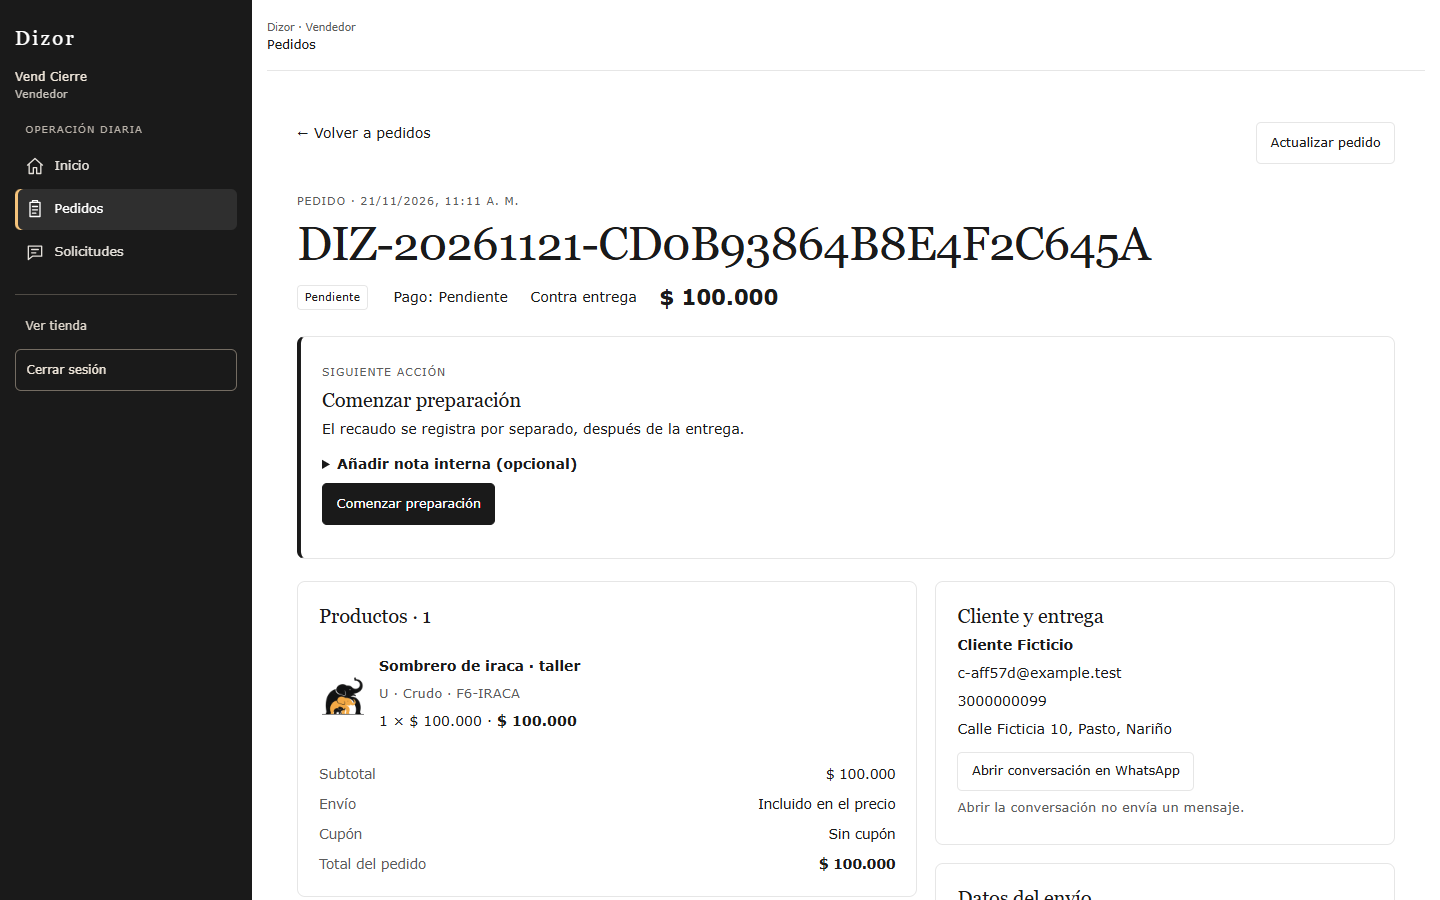 Dizor
Vend Cierre
Vendedor
OPERACIÓN DIARIA
Inicio
Pedidos
Solicitudes
Ver tienda
Cerrar sesión
Dizor · Vendedor
Pedidos
← Volver a pedidos
Actualizar pedido
PEDIDO · 21/11/2026, 11:11 A. M.
DIZ-20261121-CD0B93864B8E4F2C645A
Pendiente Pago: Pendiente Contra entrega $ 100.000
SIGUIENTE ACCIÓN
Comenzar preparación
El recaudo se registra por separado, después de la entrega.
▶ Añadir nota interna (opcional)
Comenzar preparación
Productos · 1
Sombrero de iraca · taller
U · Crudo · F6-IRACA
1 × $ 100.000 · $ 100.000
Subtotal $ 100.000
Envío Incluido en el precio
Cupón Sin cupón
Total del pedido $ 100.000
Cliente y entrega
Cliente Ficticio
c-aff57d@example.test
3000000099
Calle Ficticia 10, Pasto, Nariño
Abrir conversación en WhatsApp
Abrir la conversación no envía un mensaje.
Datos del envío